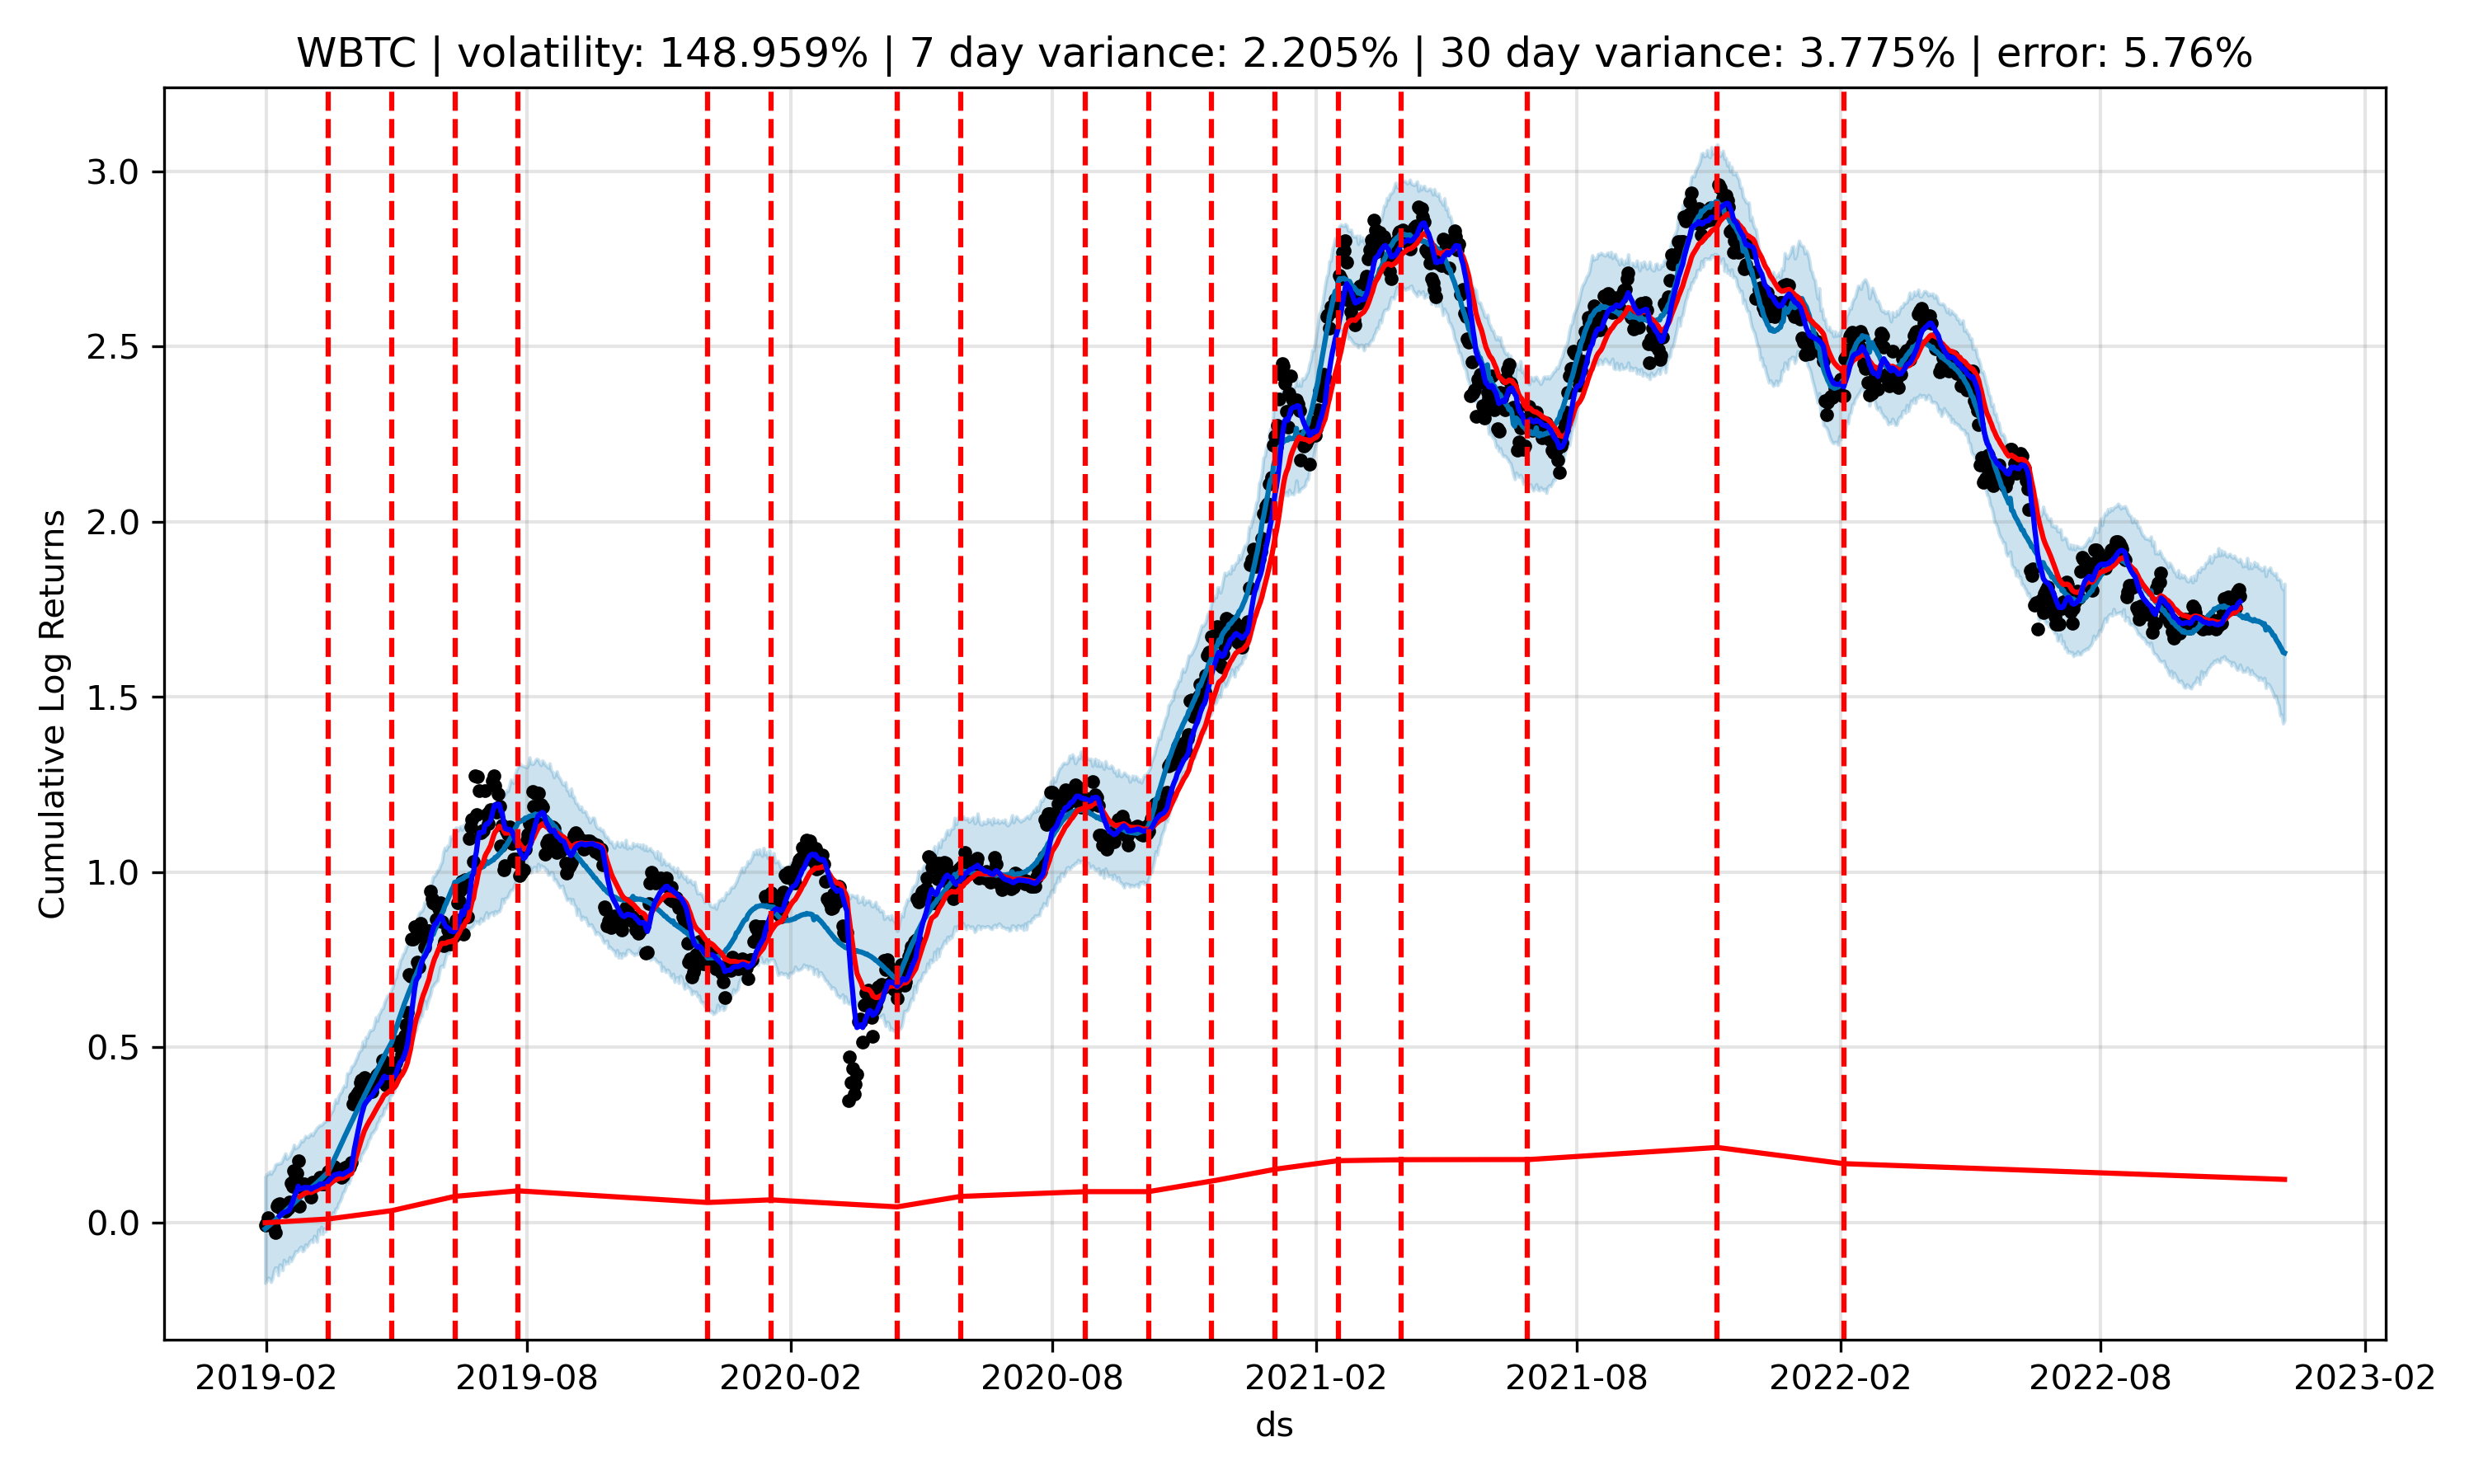 WBTC | volatility: 148.959% | 7 day variance: 2.205% | 30 day variance: 3.775% | error: 5.76%
Cumulative Log Returns
3.0
2.5
2.0
1.5
1.0
0.5
0.0
2019-02 2019-08 2020-02 2020-08 2021-02 2021-08 2022-02 2022-08 2023-02
ds